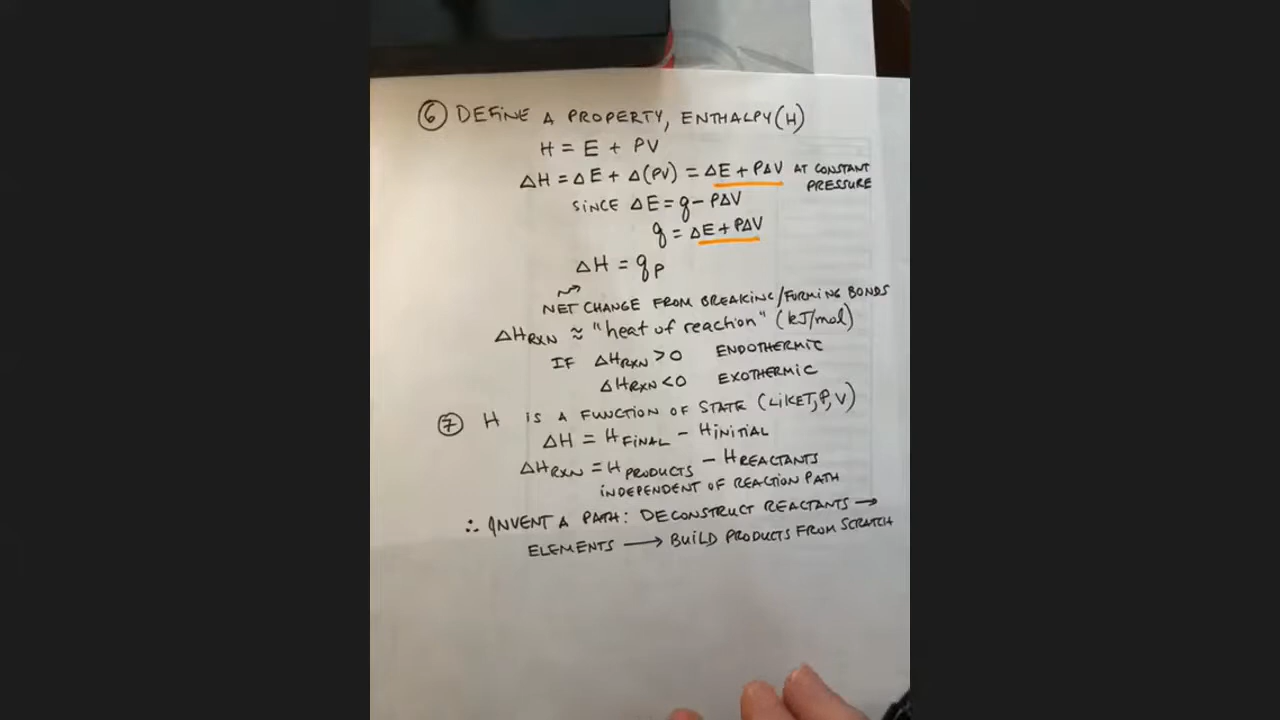 ⑥ DEFINE A PROPERTY, ENTHALPY(H)
H = E + PV
ΔH = ΔE + Δ(PV) = ΔE + PΔV AT CONSTANT PRESSURE
SINCE ΔE = q - PΔV
q = ΔE + PΔV
ΔH = qP
NET CHANGE FROM BREAKING/FORMING BONDS
ΔHRXN ≈ "heat of reaction" (kJ/mol)
IF ΔHRXN > 0 ENDOTHERMIC
ΔHRXN < 0 EXOTHERMIC
⑦ H IS A FUNCTION OF STATE (LIKE T, P, V)
ΔH = HFINAL - HINITIAL
ΔHRXN = HPRODUCTS - HREACTANTS
INDEPENDENT OF REACTION PATH
∴ INVENT A PATH: DECONSTRUCT REACTANTS →
ELEMENTS → BUILD PRODUCTS FROM SCRATCH